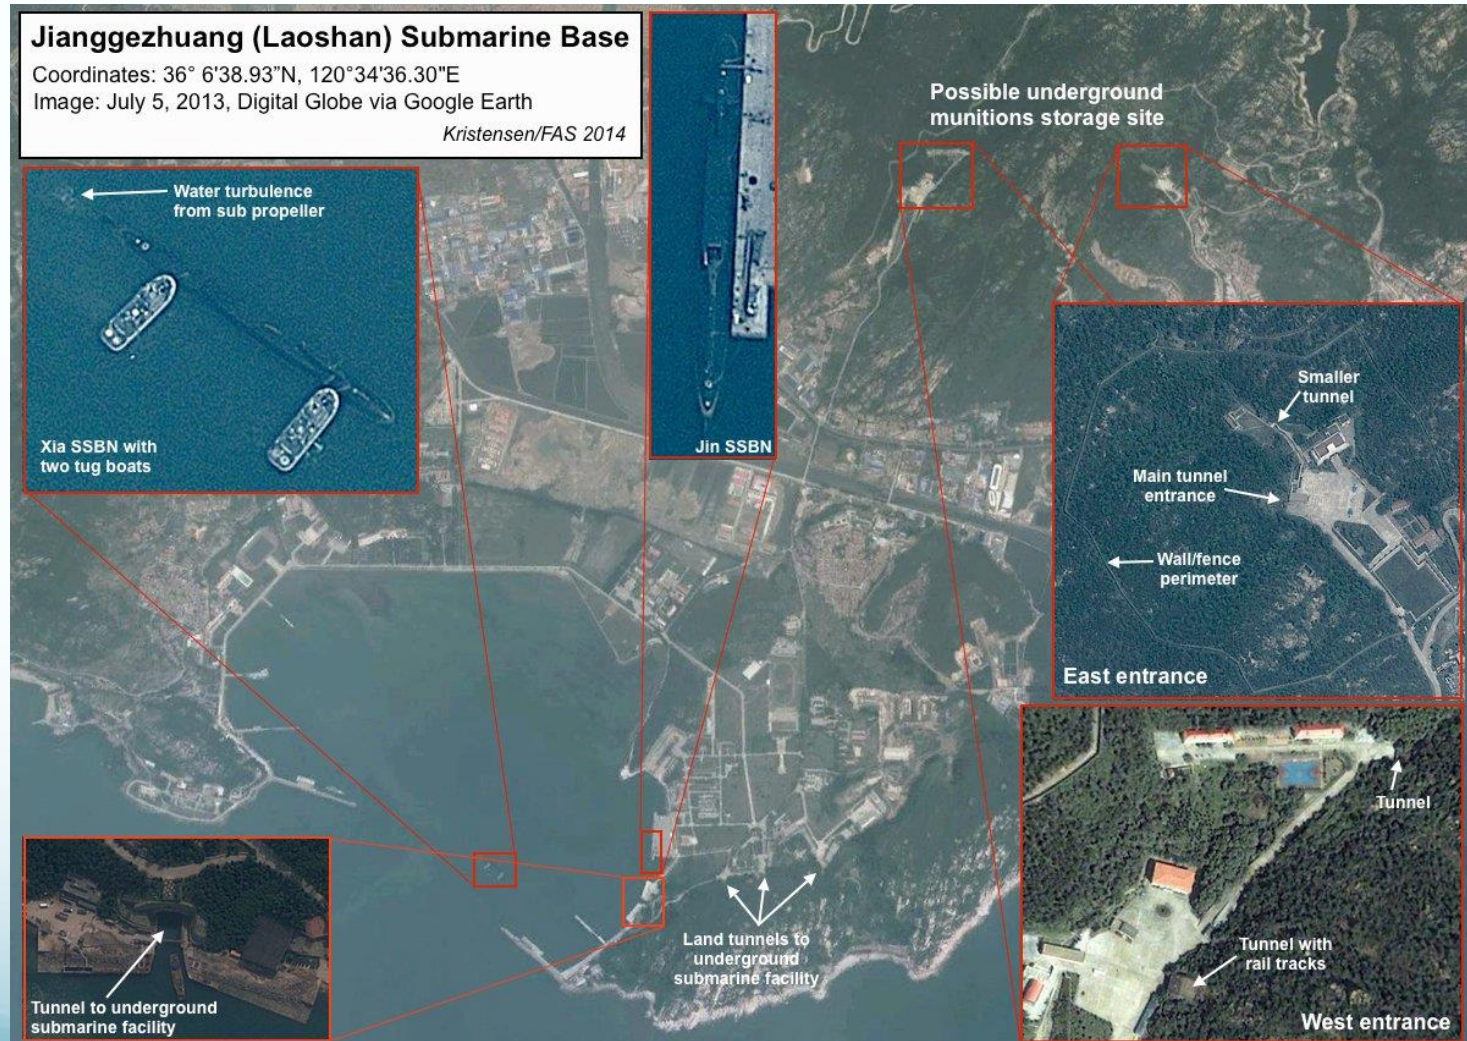 Jianggezhuang (Laoshan) Submarine Base
Coordinates: 36° 6'38.93”N, 120°34'36.30"E
Image: July 5, 2013, Digital Globe via Google Earth
Kristensen/FAS 2014
Water turbulence
from sub propeller
Xia SSBN with
two tug boats
Jin SSBN
Possible underground
munitions storage site
Smaller
tunnel
Main tunnel
entrance
Wall/fence
perimeter
East entrance
Tunnel
Tunnel with
rail tracks
West entrance
Land tunnels to
underground
submarine facility
Tunnel to underground
submarine facility